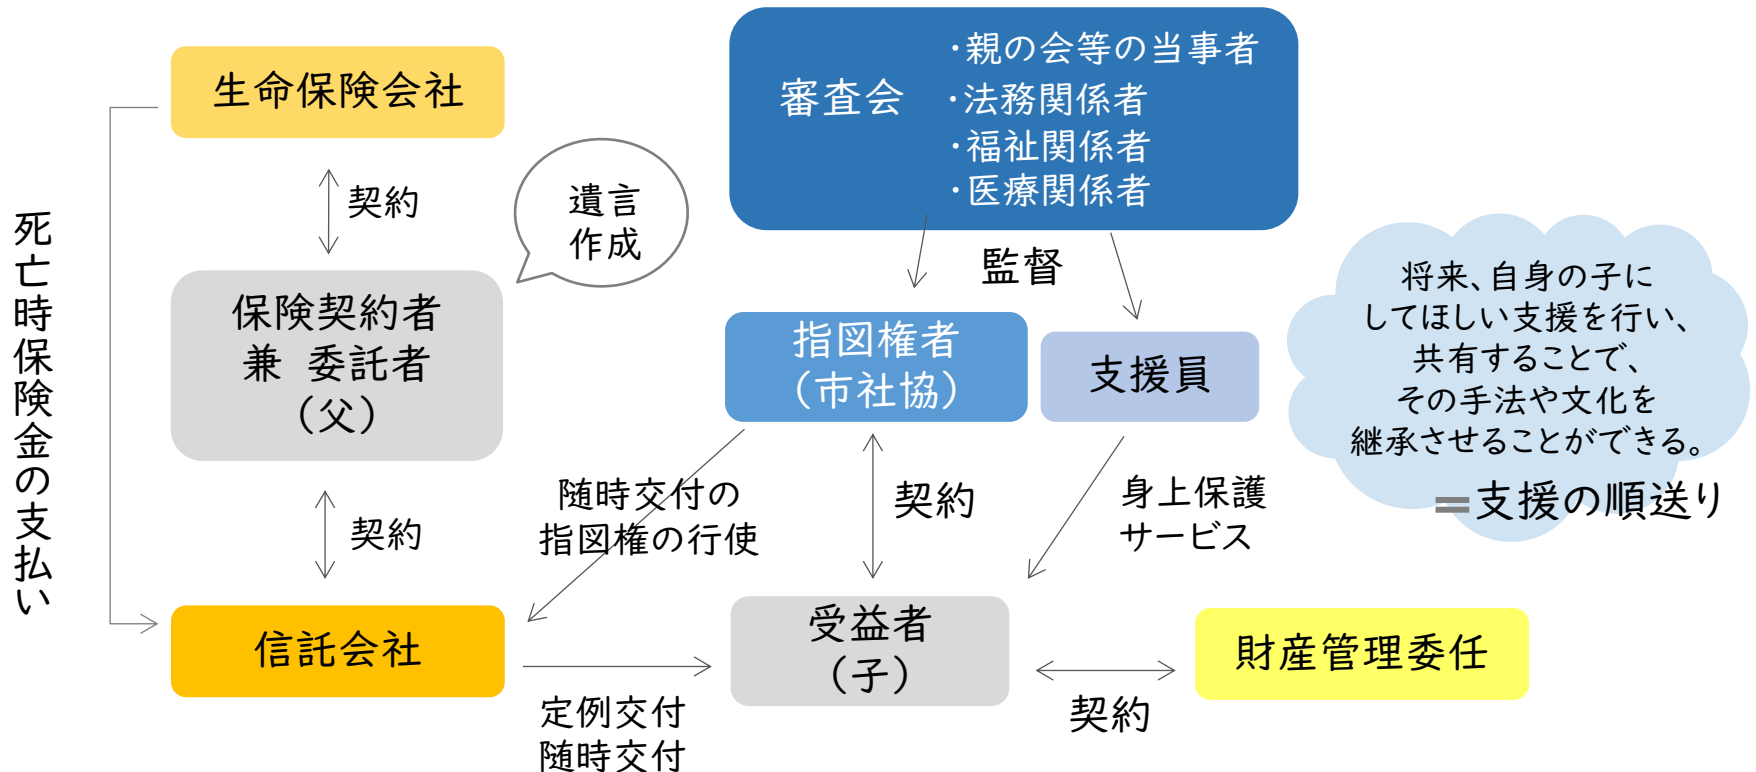 生命保険会社
契約
遺言
作成
保険契約者
兼 委託者
（父）
契約
信託会社
死亡時保険金の支払い
審査会
・親の会等の当事者
・法務関係者
・福祉関係者
・医療関係者
監督
指図権者
（市社協）
支援員
随時交付の
指図権の行使
契約
身上保護
サービス
受益者
（子）
定例交付
随時交付
契約
財産管理委任
将来、自身の子に
してほしい支援を行い、
共有することで、
その手法や文化を
継承させることができる。
＝支援の順送り